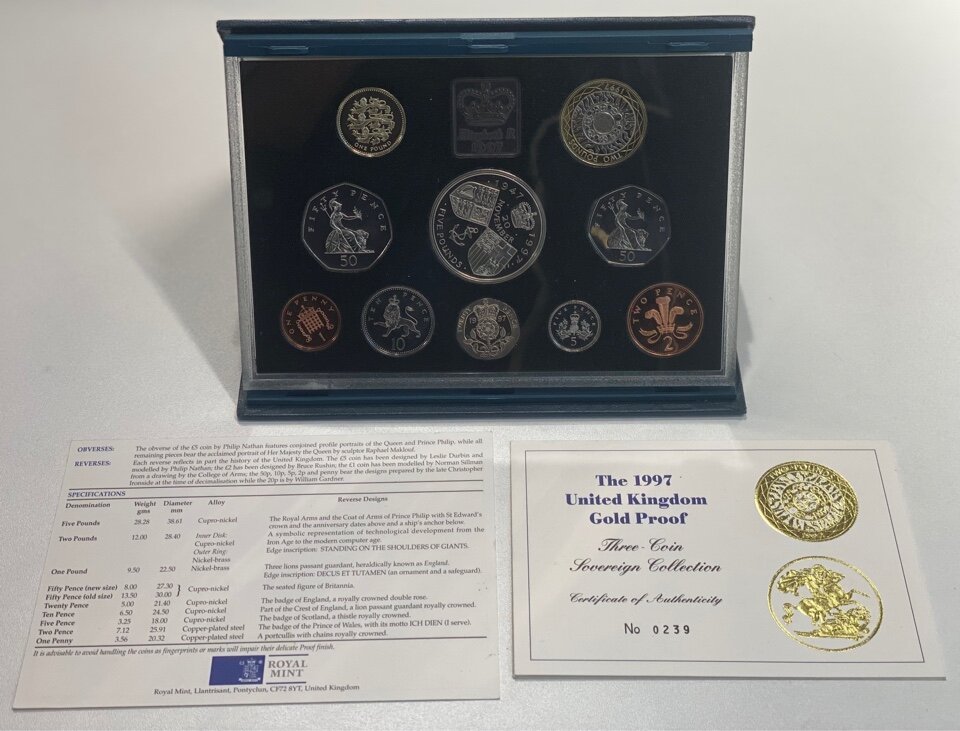 ONE POUND
Elizabeth R
1997
1997
TWO POUNDS
FIFTY PENCE
50
1947
20
NOVEMBER
1997
FIVE POUNDS
FIFTY PENCE
50
ONE PENNY
1
TEN PENCE
10
TWENTY PENCE
FIVE PENCE
5
TWO PENCE
2
OBVERSES: The obverse of the £5 coin by Philip Nathan features conjoined profile portraits of the Queen and Prince Philip, while all
remaining pieces bear the acclaimed portrait of Her Majesty the Queen by sculptor Raphael Maklouf.
REVERSES: Each reverse reflects in part the history of the United Kingdom. The £5 coin has been designed by Leslie Durbin and
modelled by Philip Nathan; the £2 has been designed by Bruce Rushin; the £1 coin has been modelled by Norman Sillman
from a drawing by the College of Arms; the 50p, 10p, 5p, 2p and penny bear the designs prepared by the late Christopher
Ironside at the time of decimalisation while the 20p is by William Gardner.
SPECIFICATIONS
Denomination Weight gms Diameter mm Alloy Reverse Designs
Five Pounds 28.28 38.61 Cupro-nickel The Royal Arms and the Coat of Arms of Prince Philip with St Edward's
crown and the anniversary dates above and a ship's anchor below.
Two Pounds 12.00 28.40 Inner Disk: A symbolic representation of technological development from the
Cupro-nickel Iron Age to the modern computer age.
Outer Ring: Edge inscription: STANDING ON THE SHOULDERS OF GIANTS.
Nickel-brass
One Pound 9.50 22.50 Nickel-brass Three lions passant guardant, heraldically known as England.
Edge inscription: DECUS ET TUTAMEN (an ornament and a safeguard).
Fifty Pence (new size) 8.00 27.30 Cupro-nickel The seated figure of Britannia.
Fifty Pence (old size) 13.50 30.00
Twenty Pence 5.00 21.40 Cupro-nickel The badge of England, a royally crowned double rose.
Ten Pence 6.50 24.50 Cupro-nickel Part of the Crest of England, a lion passant guardant royally crowned.
Five Pence 3.25 18.00 Cupro-nickel The badge of Scotland, a thistle royally crowned.
Two Pence 7.12 25.91 Copper-plated steel The badge of the Prince of Wales, with its motto ICH DIEN (I serve).
One Penny 3.56 20.32 Copper-plated steel A portcullis with chains royally crowned.
It is advisable to avoid handling the coins as fingerprints or marks will impair their delicate Proof finish.
ROYAL
MINT
Royal Mint, Llantrisant, Pontyclun, CF72 8YT, United Kingdom
The 1997
United Kingdom
Gold Proof
Three-Coin
Sovereign Collection
Certificate of Authenticity
No 0239
TWO POUNDS
1997